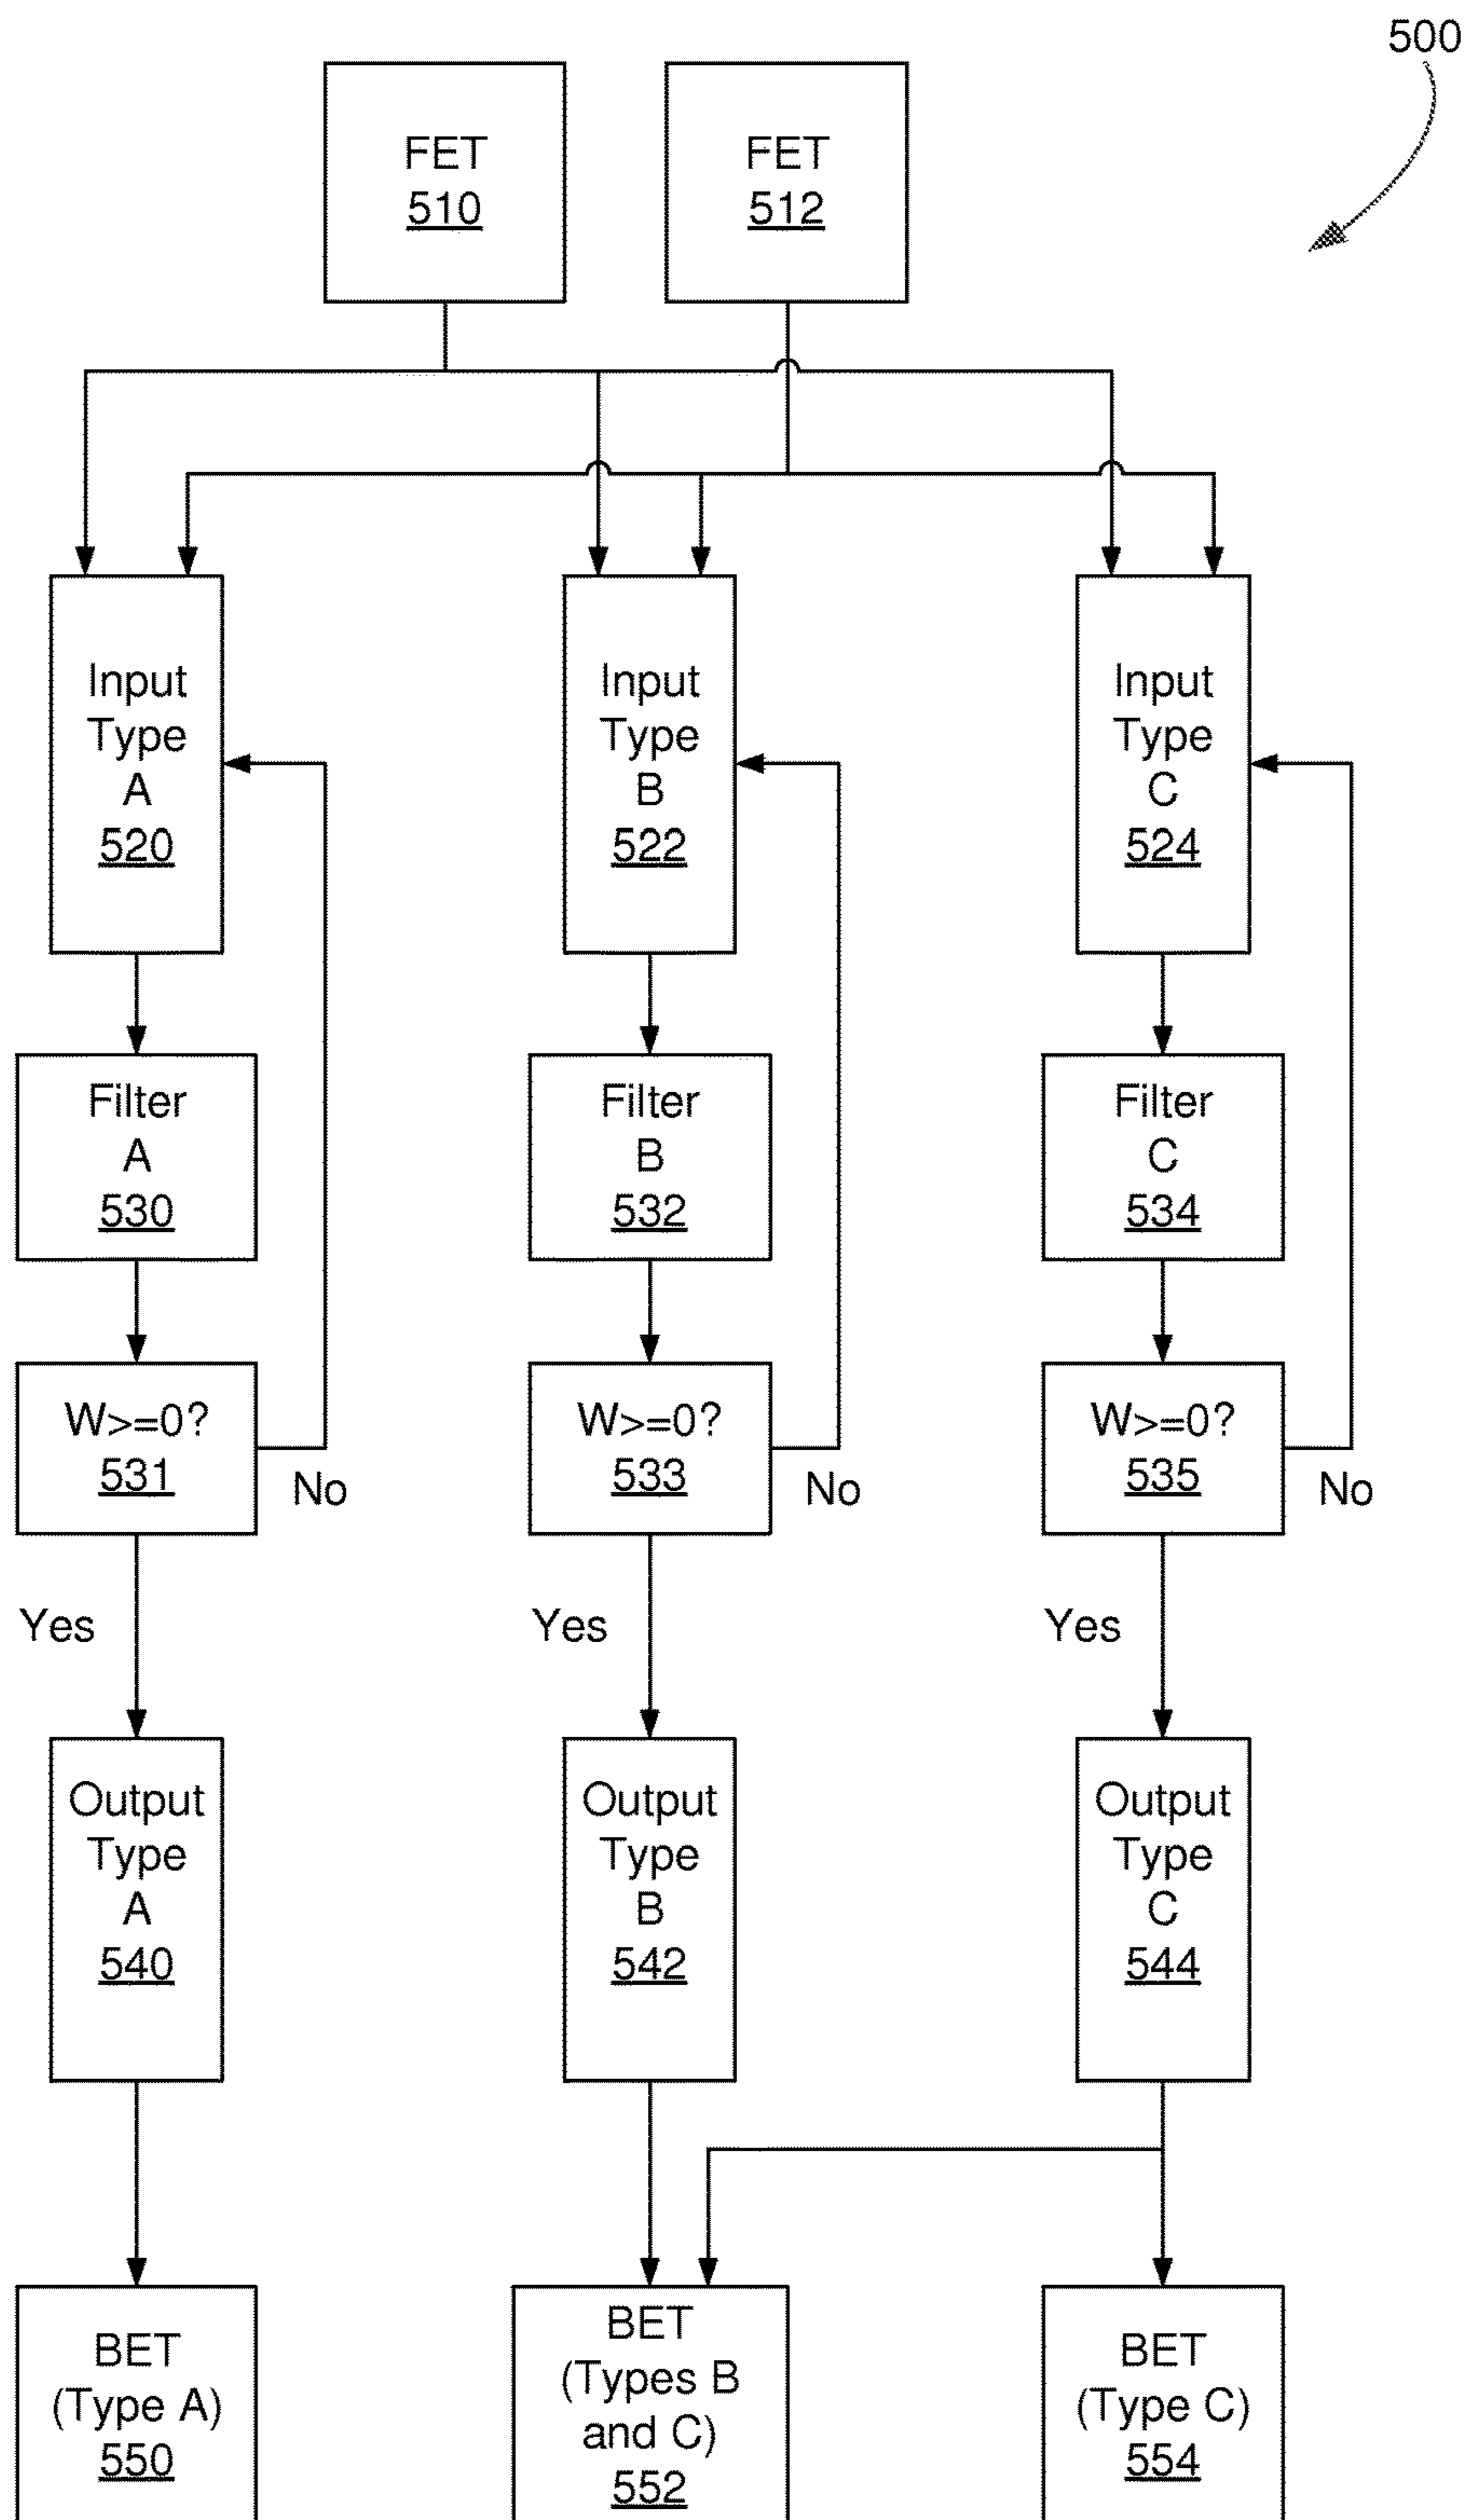 500
FET
510
FET
512
Input
Type
A
520
Input
Type
B
522
Input
Type
C
524
Filter
A
530
Filter
B
532
Filter
C
534
W>=0?
531
No
W>=0?
533
No
W>=0?
535
No
Yes
Yes
Yes
Output
Type
A
540
Output
Type
B
542
Output
Type
C
544
BET
(Type A)
550
BET
(Types B
and C)
552
BET
(Type C)
554